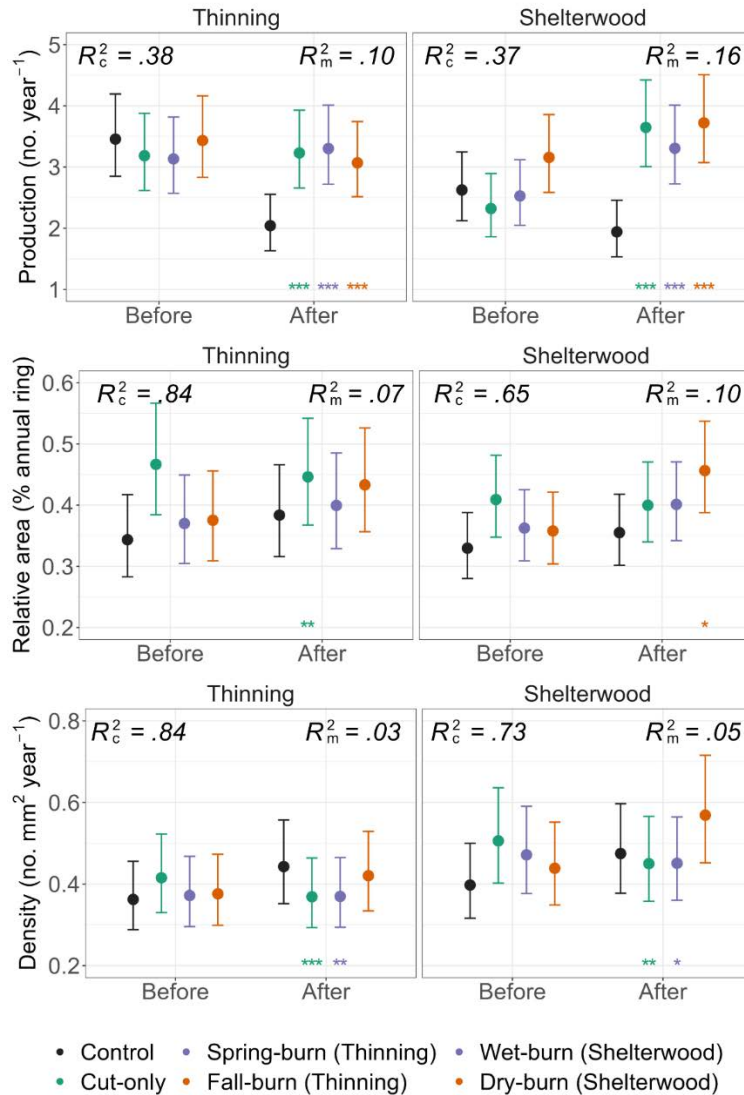 Thinning Shelterwood
R²c = .38 R²m = .10 R²c = .37 R²m = .16
Production (no. year⁻¹)
5
4
3
2
1
*** *** *** *** *** ***
Before After Before After
Thinning Shelterwood
R²c = .84 R²m = .07 R²c = .65 R²m = .10
Relative area (% annual ring)
0.6
0.5
0.4
0.3
0.2
** *
Before After Before After
Thinning Shelterwood
R²c = .84 R²m = .03 R²c = .73 R²m = .05
Density (no. mm² year⁻¹)
0.8
0.6
0.4
0.2
*** ** ** *
Before After Before After
Control Spring-burn (Thinning) Wet-burn (Shelterwood)
Cut-only Fall-burn (Thinning) Dry-burn (Shelterwood)